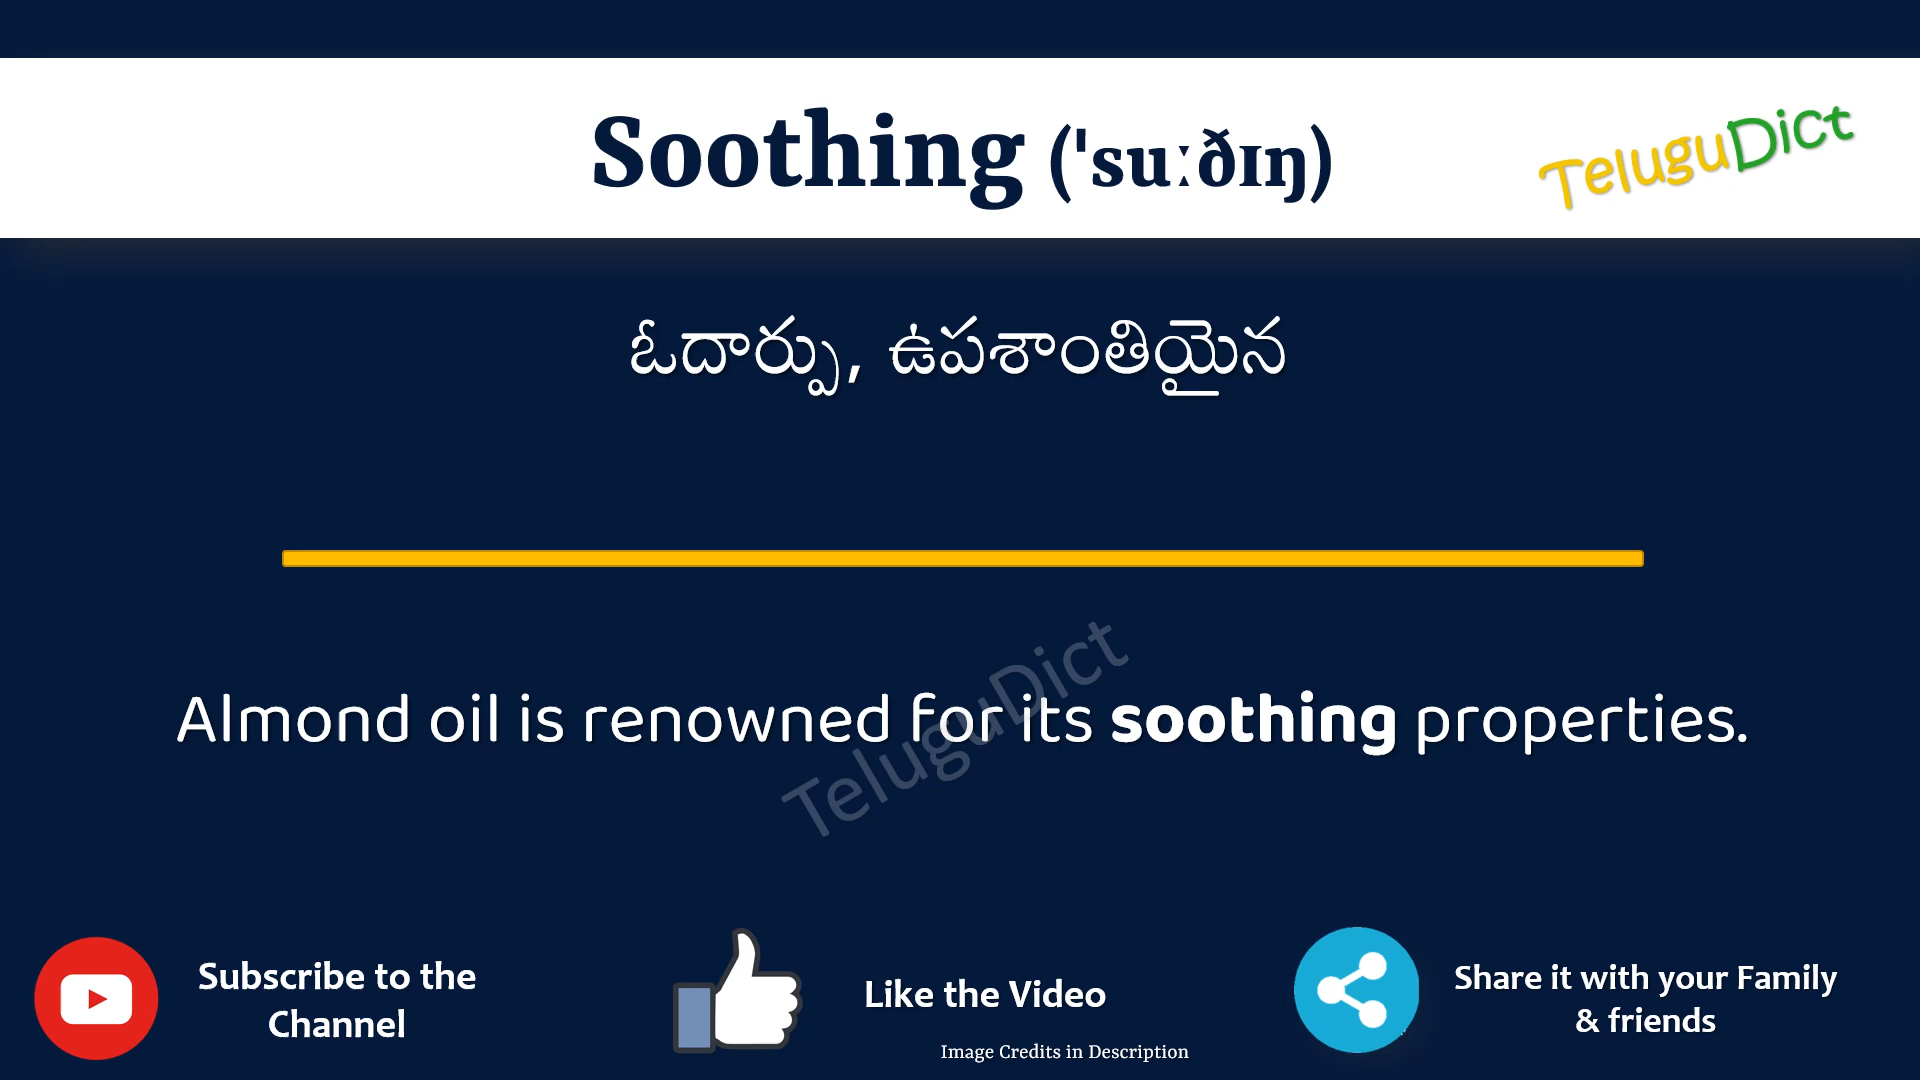 Soothing (ˈsuːðɪŋ)
TeluguDict
ఓదార్పు, ఉపశాంతియైన
Almond oil is renowned for its soothing properties.
TeluguDict
Subscribe to the
Channel
Like the Video
Share it with your Family
& friends
Image Credits in Description